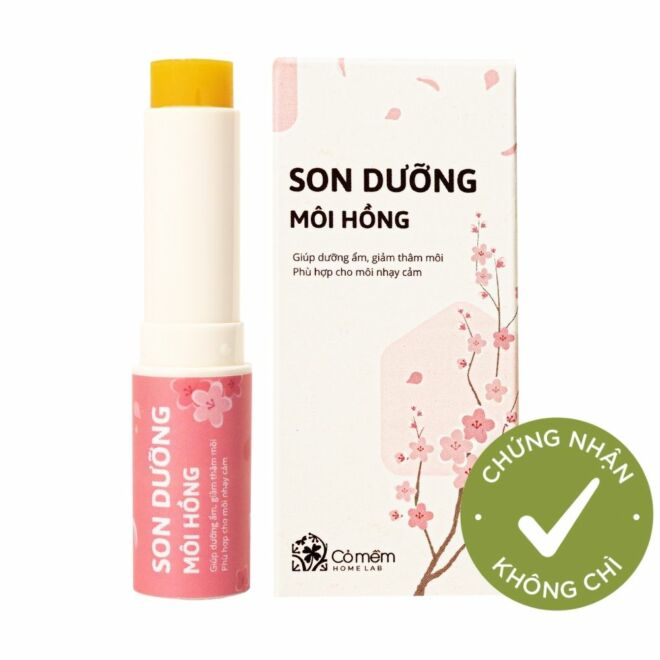 SON DƯỠNG
MÔI HỒNG
Giúp dưỡng ẩm, giảm thâm môi
Phù hợp cho môi nhạy cảm
Cỏ mềm
HOME LAB
SON DƯỠNG
MÔI HỒNG
Giúp dưỡng ẩm, giảm thâm môi
Phù hợp cho môi nhạy cảm
CHỨNG NHẬN
KHÔNG CHÌ